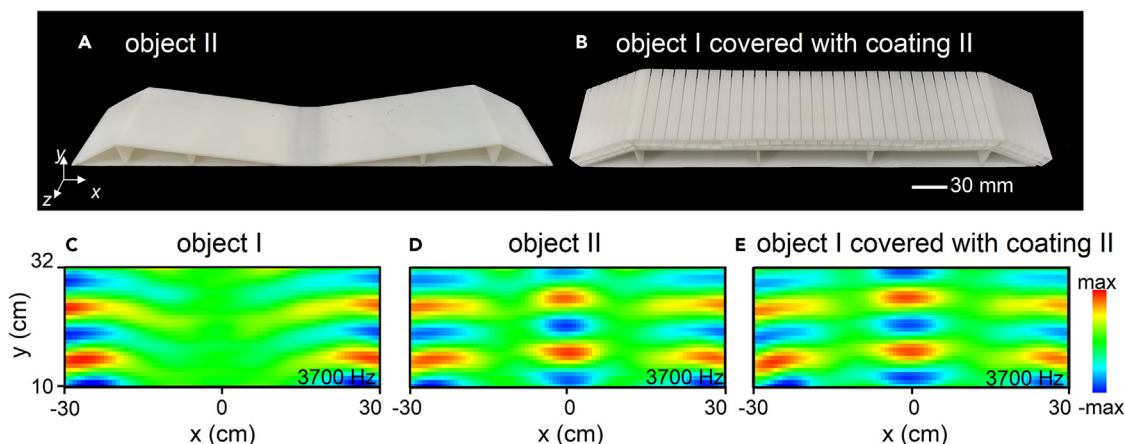 A object II
B object I covered with coating II
y
x
z
30 mm
C object I
D object II
E object I covered with coating II
32
y (cm)
10
3700 Hz
3700 Hz
3700 Hz
max
-max
-30 0 30
-30 0 30
-30 0 30
x (cm)
x (cm)
x (cm)